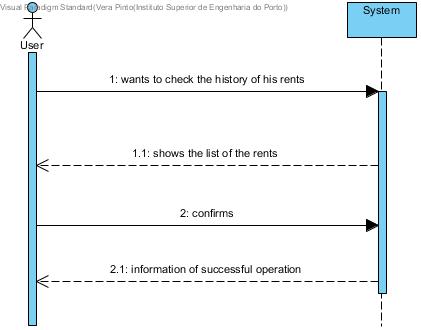 Visual Paradigm Standard(Vera Pinto(Instituto Superior de Engenharia do Porto))
System
User
1: wants to check the history of his rents
1.1: shows the list of the rents
2: confirms
2.1: information of successful operation